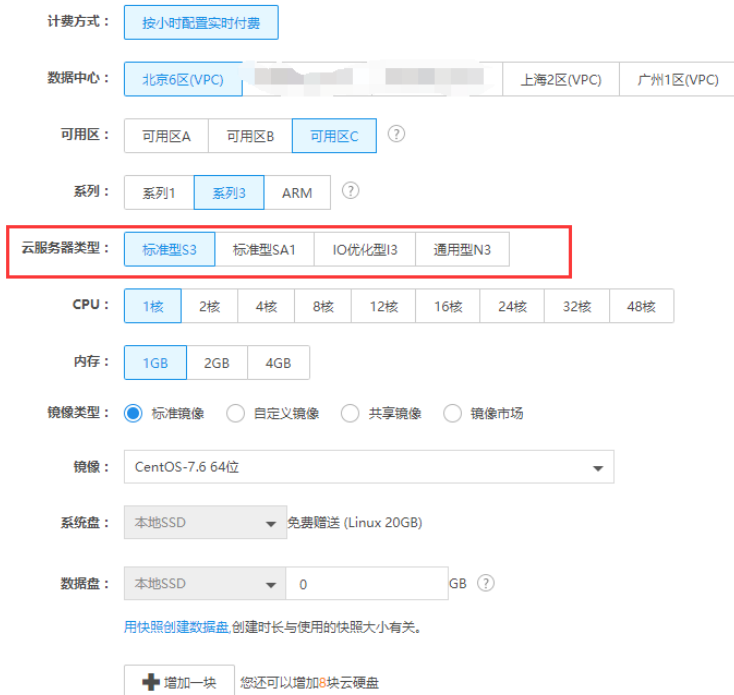 计费方式： 按小时配置实时付费
数据中心： 北京6区(VPC) 上海2区(VPC) 广州1区(VPC)
可用区： 可用区A 可用区B 可用区C ?
系列： 系列1 系列3 ARM ?
云服务器类型： 标准型S3 标准型SA1 IO优化型I3 通用型N3
CPU： 1核 2核 4核 8核 12核 16核 24核 32核 48核
内存： 1GB 2GB 4GB
镜像类型： 标准镜像 自定义镜像 共享镜像 镜像市场
镜像： CentOS-7.6 64位
系统盘： 本地SSD 免费赠送 (Linux 20GB)
数据盘： 本地SSD 0 GB ?
用快照创建数据盘,创建时长与使用的快照大小有关。
增加一块 您还可以增加8块云硬盘